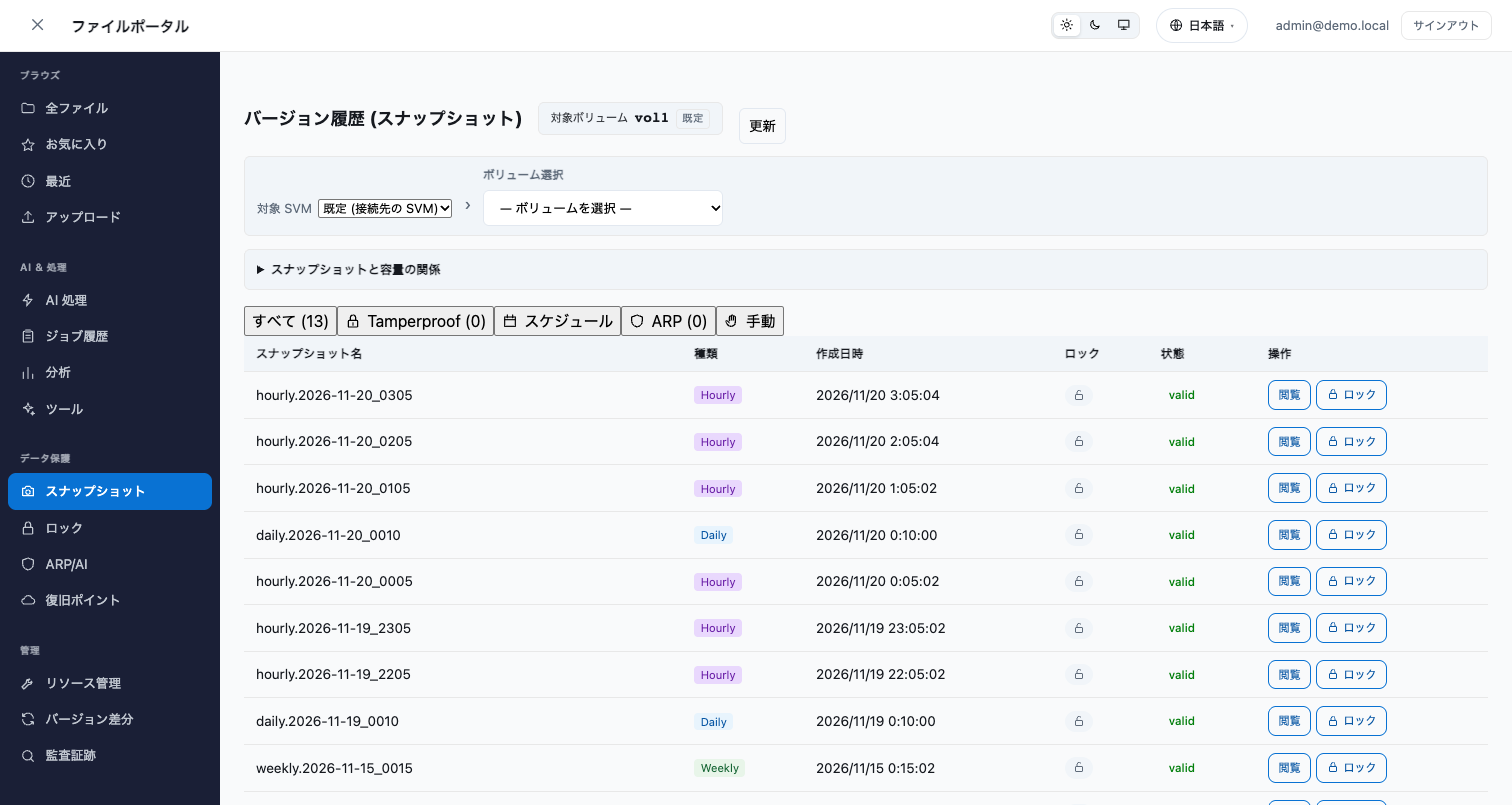 ファイルポータル
日本語
admin@demo.local
サインアウト
ブラウズ
全ファイル
お気に入り
最近
アップロード
AI & 処理
AI 処理
ジョブ履歴
分析
ツール
データ保護
スナップショット
ロック
ARP/AI
復旧ポイント
管理
リソース管理
バージョン差分
監査証跡
バージョン履歴 (スナップショット)
対象ボリューム vol1 既定
更新
ボリューム選択
対象 SVM 既定 (接続先の SVM) › — ボリュームを選択 —
▶ スナップショットと容量の関係
すべて (13) Tamperproof (0) スケジュール ARP (0) 手動
スナップショット名 種類 作成日時 ロック 状態 操作
hourly.2026-11-20_0305 Hourly 2026/11/20 3:05:04 valid 閲覧 ロック
hourly.2026-11-20_0205 Hourly 2026/11/20 2:05:04 valid 閲覧 ロック
hourly.2026-11-20_0105 Hourly 2026/11/20 1:05:02 valid 閲覧 ロック
daily.2026-11-20_0010 Daily 2026/11/20 0:10:00 valid 閲覧 ロック
hourly.2026-11-20_0005 Hourly 2026/11/20 0:05:02 valid 閲覧 ロック
hourly.2026-11-19_2305 Hourly 2026/11/19 23:05:02 valid 閲覧 ロック
hourly.2026-11-19_2205 Hourly 2026/11/19 22:05:02 valid 閲覧 ロック
daily.2026-11-19_0010 Daily 2026/11/19 0:10:00 valid 閲覧 ロック
weekly.2026-11-15_0015 Weekly 2026/11/15 0:15:02 valid 閲覧 ロック